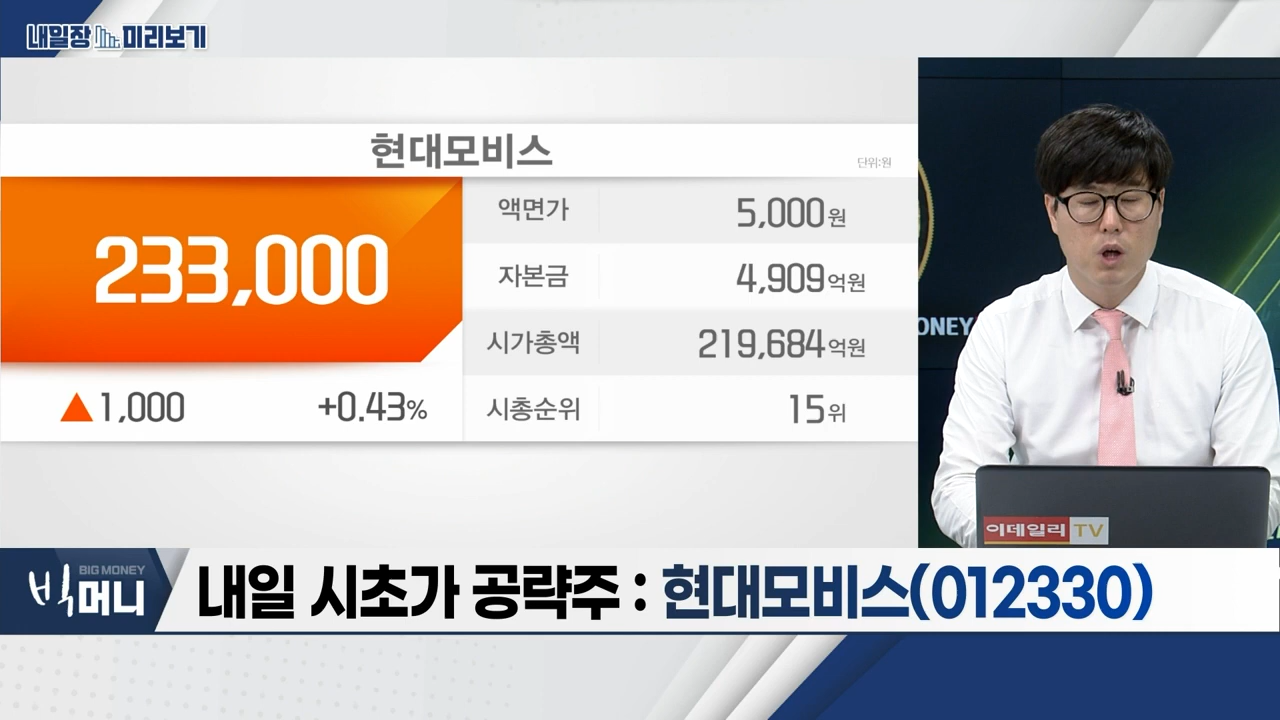 내일장 미리보기
현대모비스
단위:원
233,000
▲1,000 +0.43%
액면가 5,000원
자본금 4,909억원
시가총액 219,684억원
시총순위 15위
ONEY
이데일리 TV
BIG MONEY
빅머니
내일 시초가 공략주 : 현대모비스(012330)